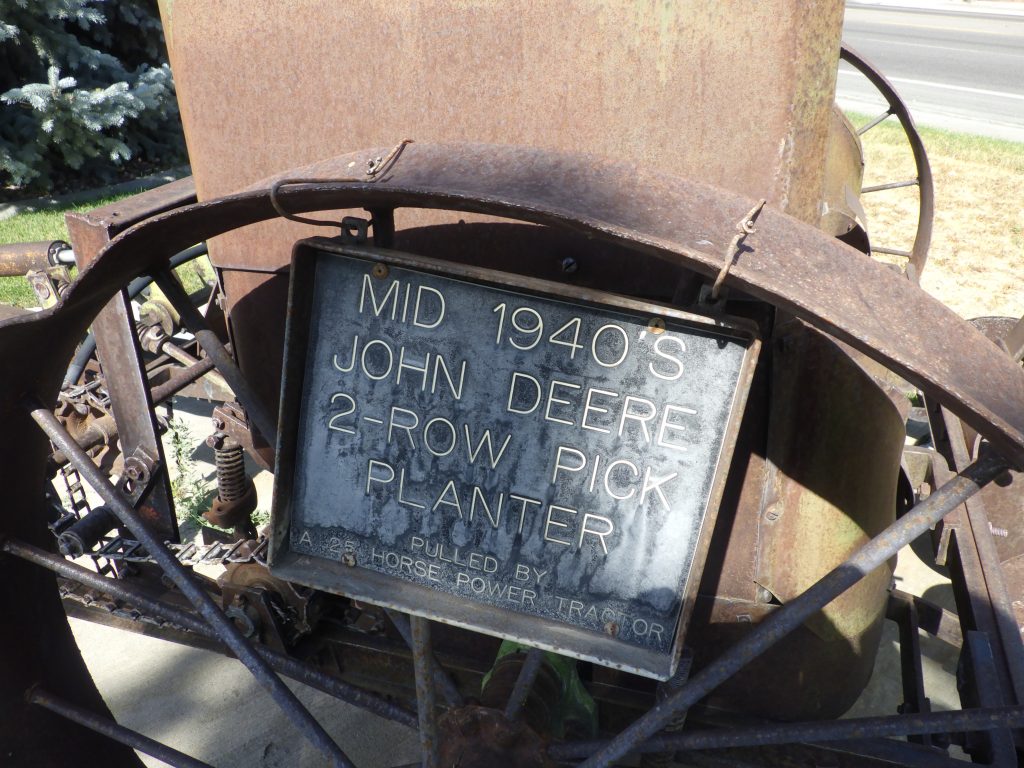 MID 1940'S
JOHN DEERE
2-ROW PICK
PLANTER
PULLED BY
A 25 HORSE POWER TRACTOR